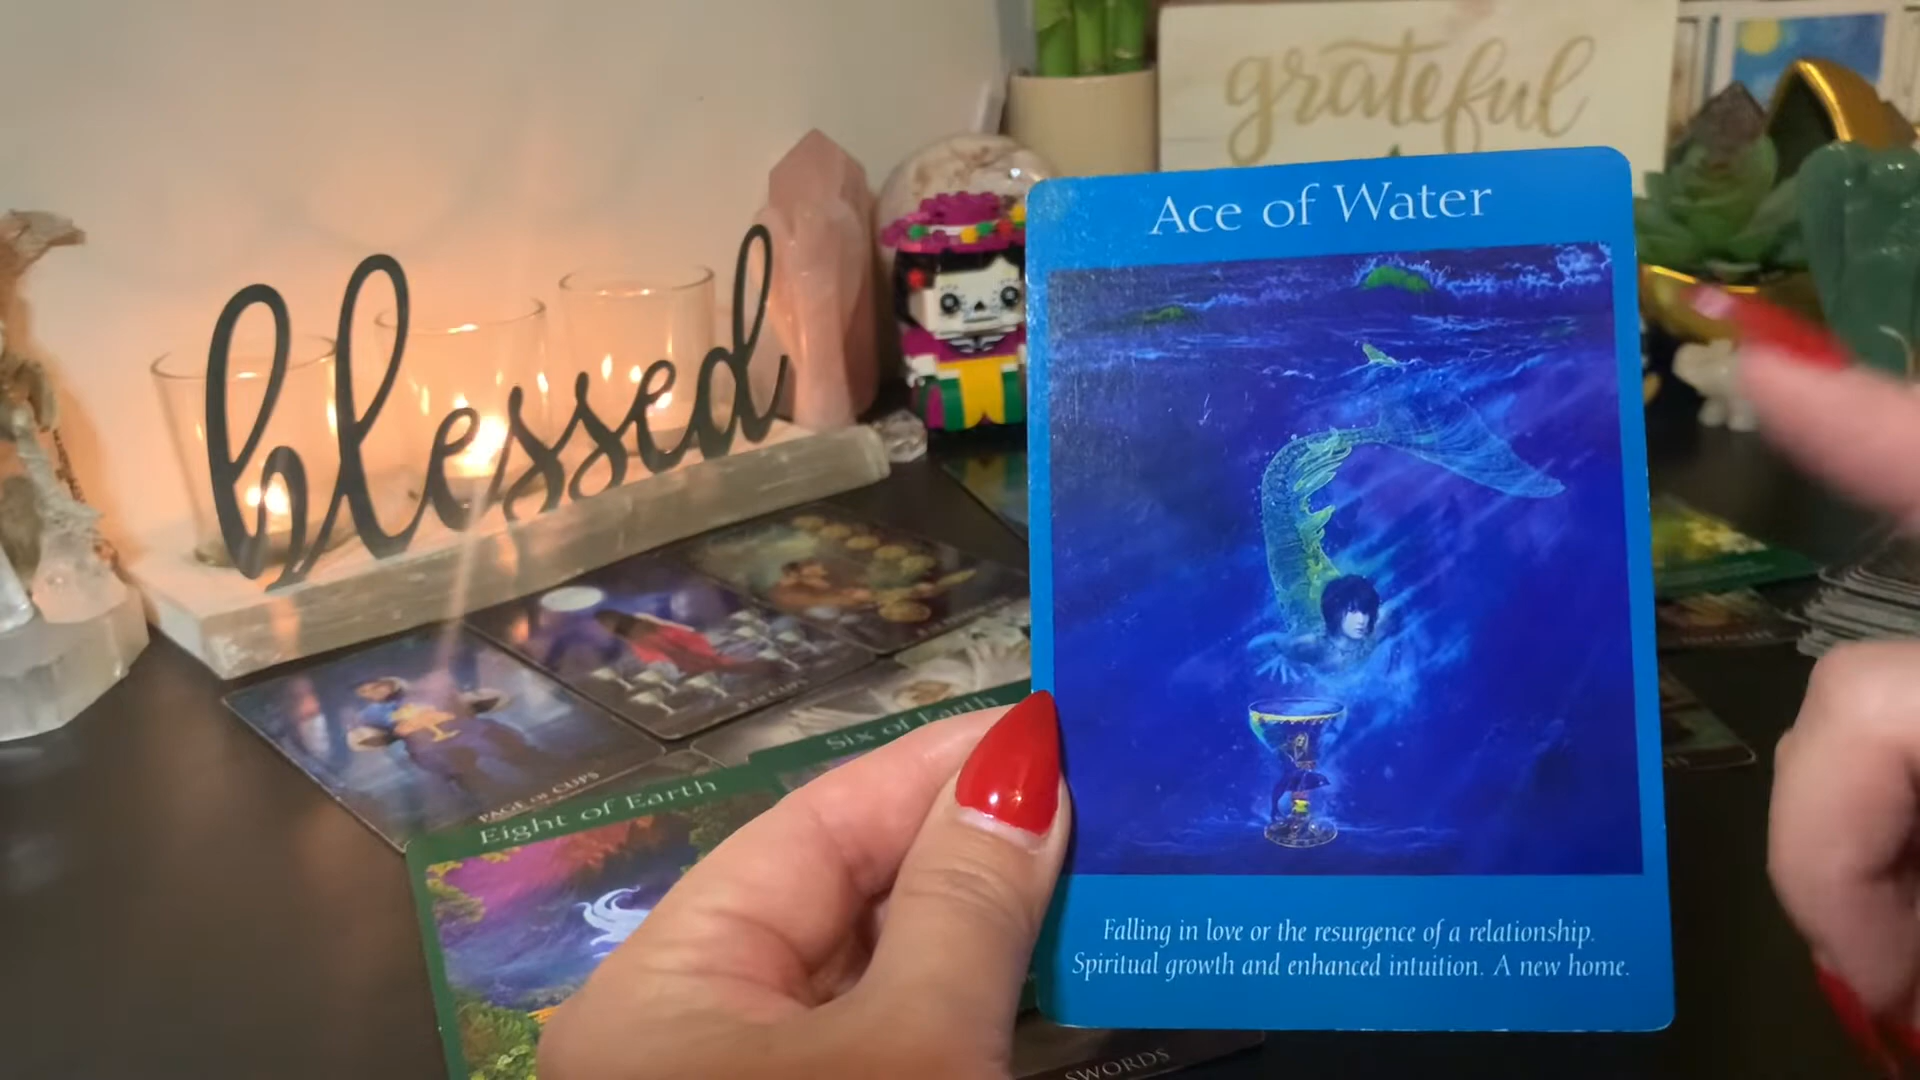 grateful
blessed
Ace of Water
Falling in love or the resurgence of a relationship.
Spiritual growth and enhanced intuition. A new home.
Six of Earth
PAGE of CUPS
Eight of Earth
SWORDS